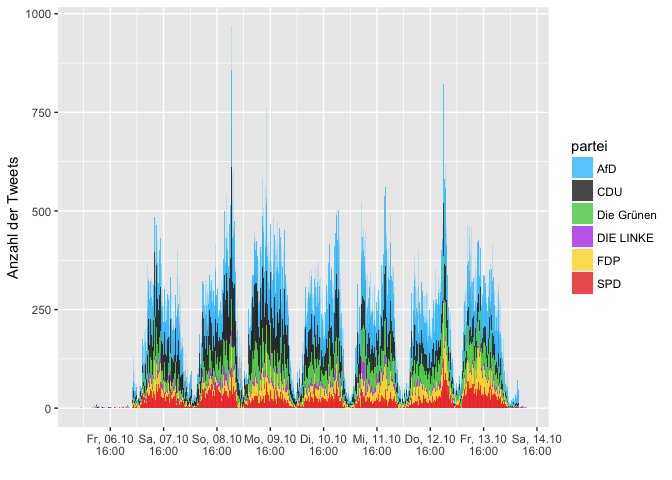 1000
750
500
250
0
Anzahl der Tweets
Fr, 06.10 Sa, 07.10 So, 08.10 Mo, 09.10 Di, 10.10 Mi, 11.10 Do, 12.10 Fr, 13.10 Sa, 14.10
16:00 16:00 16:00 16:00 16:00 16:00 16:00 16:00 16:00
partei
AfD
CDU
Die Grünen
DIE LINKE
FDP
SPD